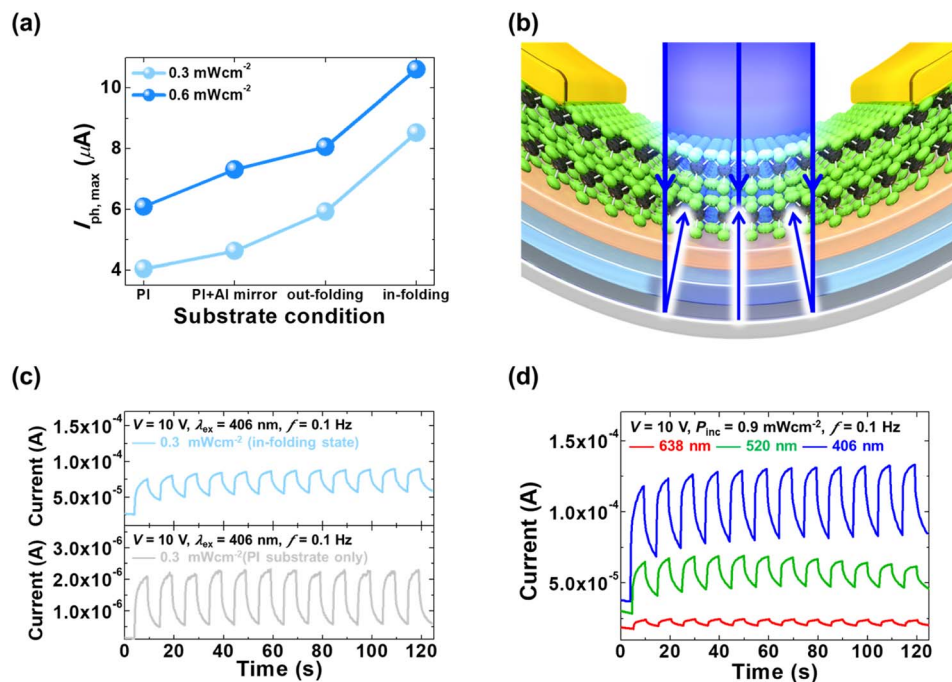 (a)
0.3 mWcm⁻²
0.6 mWcm⁻²
I ph, max (μA)
10
8
6
4
PI
PI+Al mirror
out-folding
in-folding
Substrate condition
(b)
(c)
V = 10 V, λex = 406 nm, f = 0.1 Hz
0.3 mWcm⁻² (in-folding state)
Current (A)
1.5x10⁻⁴
1.0x10⁻⁴
5.0x10⁻⁵
V = 10 V, λex = 406 nm, f = 0.1 Hz
0.3 mWcm⁻²(PI substrate only)
Current (A)
3.0x10⁻⁶
2.0x10⁻⁶
1.0x10⁻⁶
0 20 40 60 80 100 120
Time (s)
(d)
V = 10 V, Pinc = 0.9 mWcm⁻², f = 0.1 Hz
638 nm 520 nm 406 nm
Current (A)
1.5x10⁻⁴
1.0x10⁻⁴
5.0x10⁻⁵
0 20 40 60 80 100 120
Time (s)